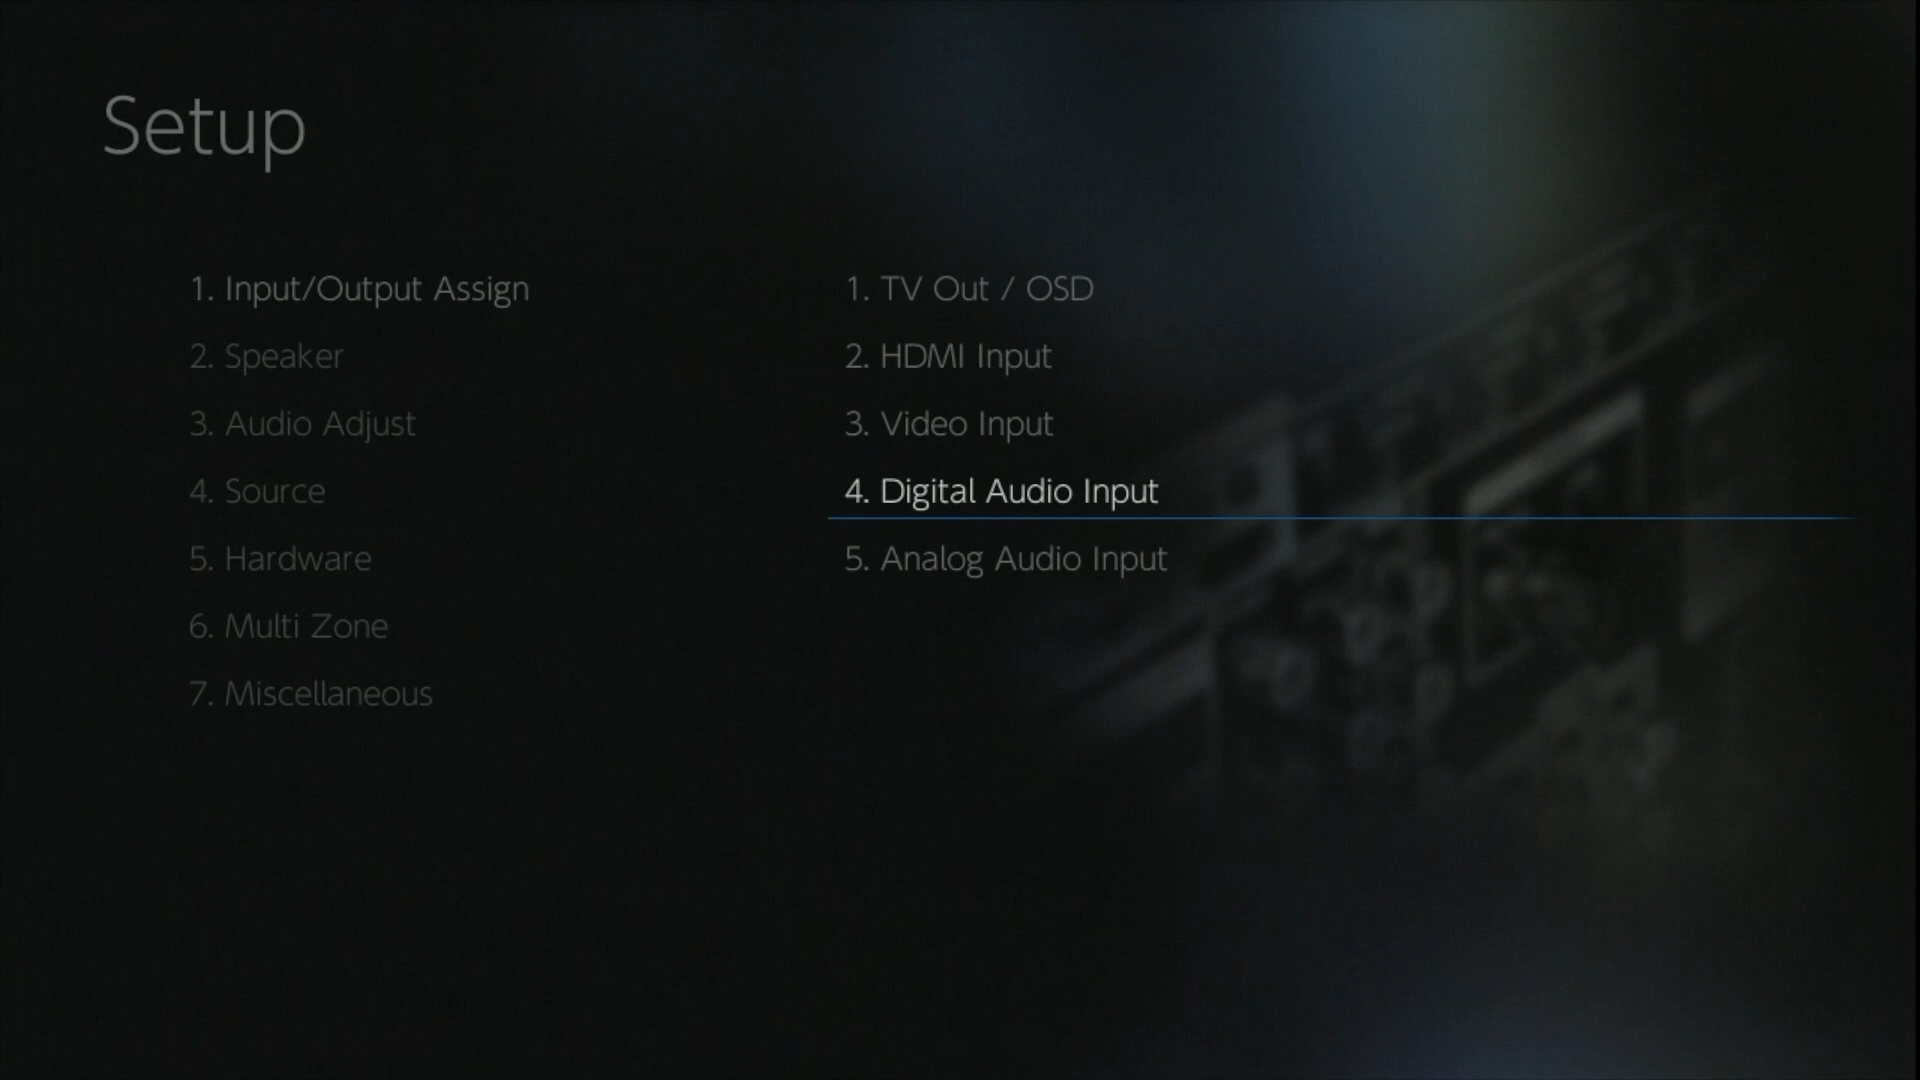 Setup
1. Input/Output Assign
2. Speaker
3. Audio Adjust
4. Source
5. Hardware
6. Multi Zone
7. Miscellaneous
1. TV Out / OSD
2. HDMI Input
3. Video Input
4. Digital Audio Input
5. Analog Audio Input